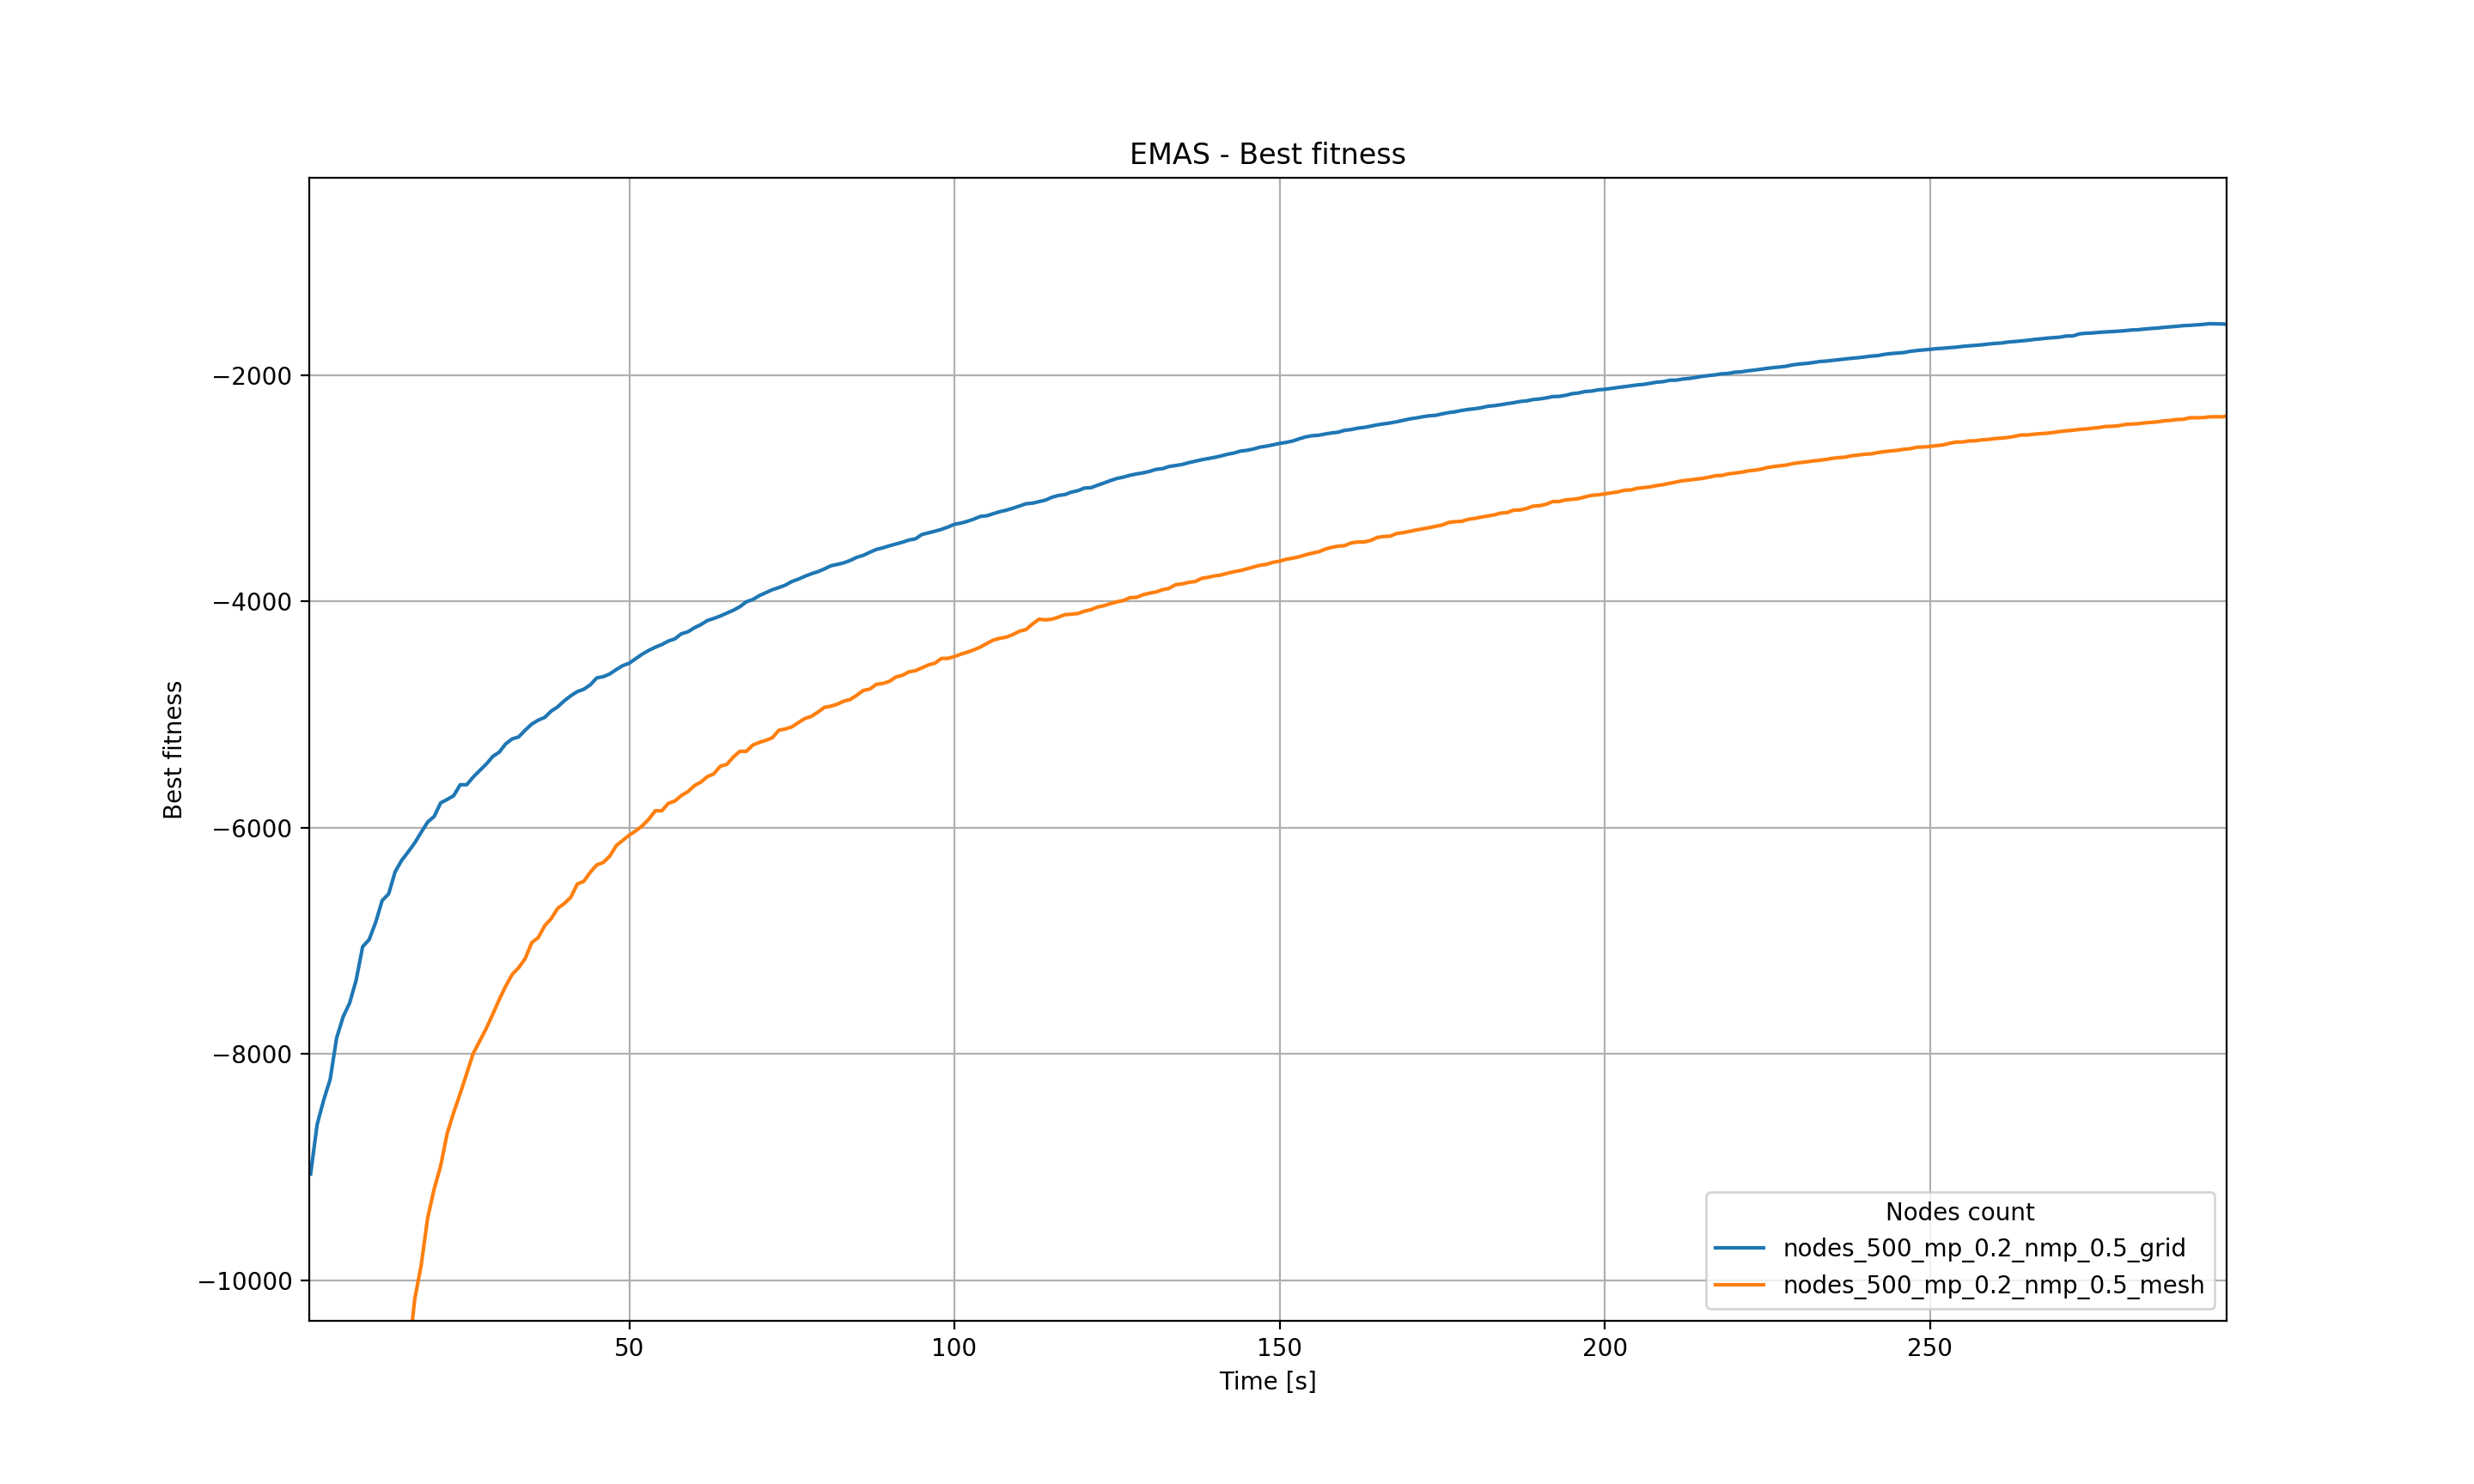 EMAS - Best fitness
Best fitness
−2000
−4000
−6000
−8000
−10000
50
100
150
200
250
Time [s]
Nodes count
nodes_500_mp_0.2_nmp_0.5_grid
nodes_500_mp_0.2_nmp_0.5_mesh